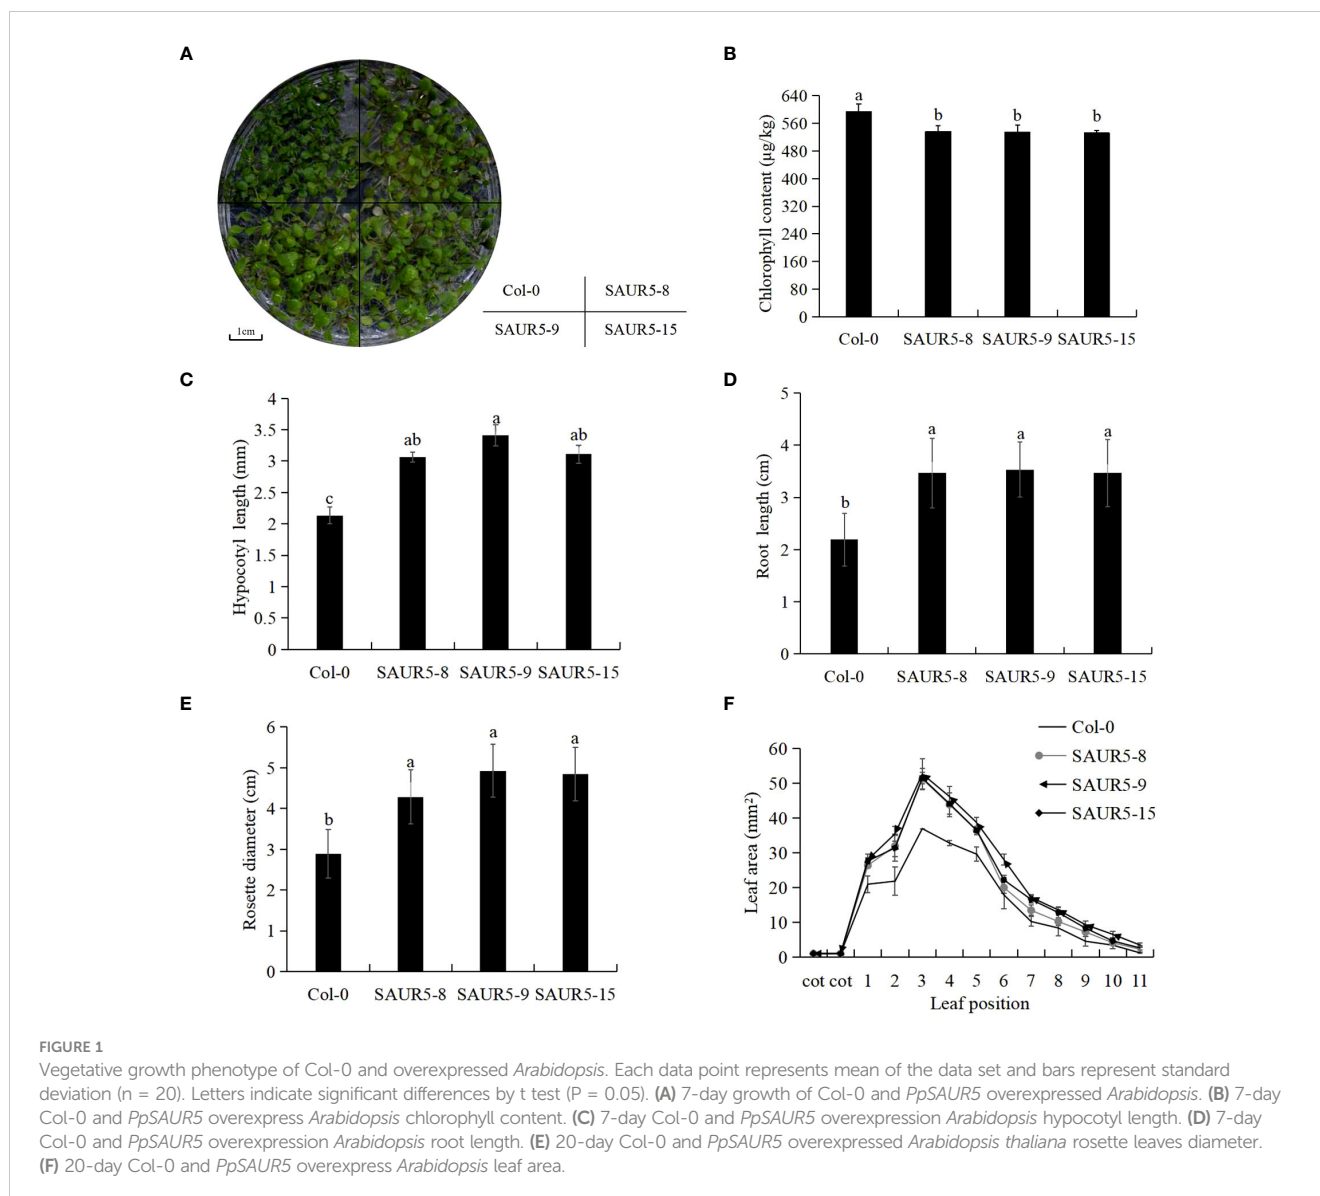 A
Col-0 SAUR5-8
SAUR5-9 SAUR5-15
1cm
B
Chlorophyll content (μg/kg)
640
560
480
400
320
240
160
80
0
a b b b
Col-0 SAUR5-8 SAUR5-9 SAUR5-15
C
Hypocotyl length (mm)
4
3.5
3
2.5
2
1.5
1
0.5
0
c ab a ab
Col-0 SAUR5-8 SAUR5-9 SAUR5-15
D
Root length (cm)
5
4
3
2
1
0
b a a a
Col-0 SAUR5-8 SAUR5-9 SAUR5-15
E
Rosette diameter (cm)
6
5
4
3
2
1
0
b a a a
Col-0 SAUR5-8 SAUR5-9 SAUR5-15
F
Col-0
SAUR5-8
SAUR5-9
SAUR5-15
Leaf area (mm²)
60
50
40
30
20
10
0
cot cot 1 2 3 4 5 6 7 8 9 10 11
Leaf position
FIGURE 1
Vegetative growth phenotype of Col-0 and overexpressed Arabidopsis. Each data point represents mean of the data set and bars represent standard
deviation (n = 20). Letters indicate significant differences by t test (P = 0.05). (A) 7-day growth of Col-0 and PpSAUR5 overexpressed Arabidopsis. (B) 7-day
Col-0 and PpSAUR5 overexpress Arabidopsis chlorophyll content. (C) 7-day Col-0 and PpSAUR5 overexpression Arabidopsis hypocotyl length. (D) 7-day
Col-0 and PpSAUR5 overexpression Arabidopsis root length. (E) 20-day Col-0 and PpSAUR5 overexpressed Arabidopsis thaliana rosette leaves diameter.
(F) 20-day Col-0 and PpSAUR5 overexpress Arabidopsis leaf area.